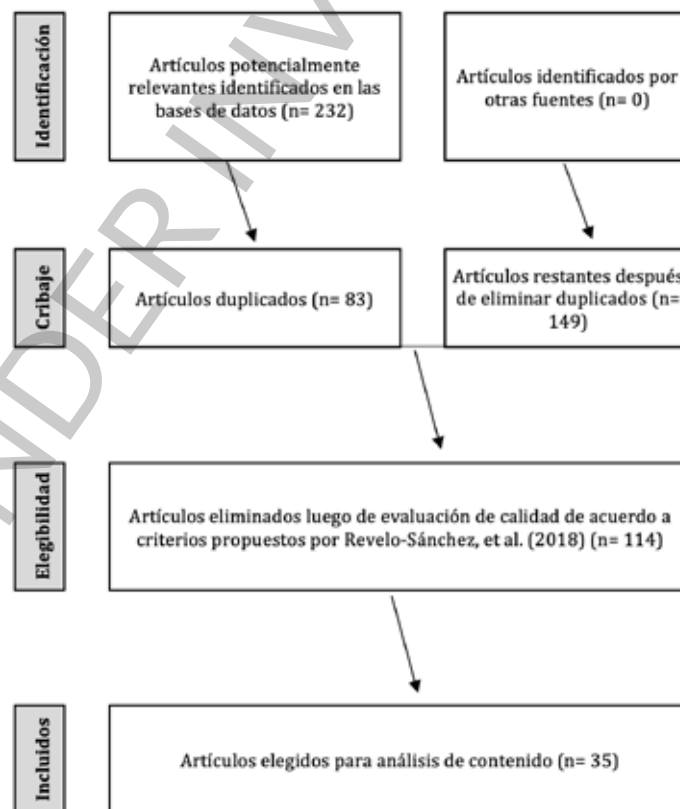 Identificación
Artículos potencialmente
relevantes identificados en las
bases de datos (n= 232)
Artículos identificados por
otras fuentes (n= 0)
Cribaje
Artículos duplicados (n= 83)
Artículos restantes después
de eliminar duplicados (n=
149)
Elegibilidad
Artículos eliminados luego de evaluación de calidad de acuerdo a
criterios propuestos por Revelo-Sánchez, et al. (2018) (n= 114)
Incluidos
Artículos elegidos para análisis de contenido (n= 35)